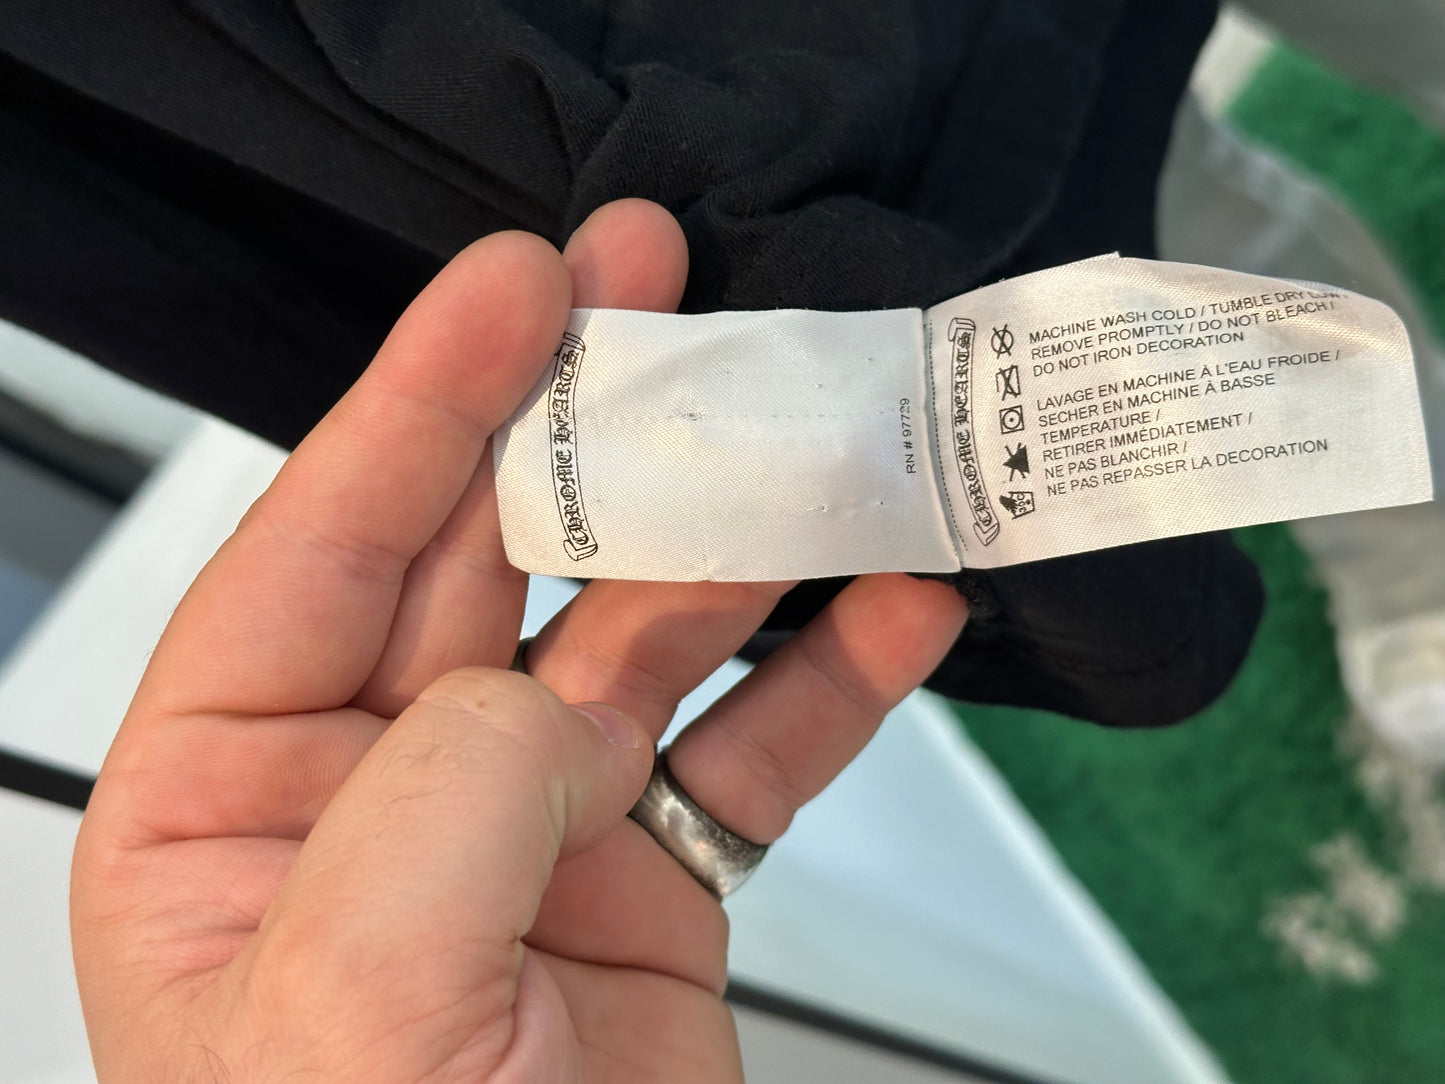 CHROME HEARTS
RN # 97729
CHROME HEARTS
MACHINE WASH COLD / TUMBLE DRY LOW /
REMOVE PROMPTLY / DO NOT BLEACH /
DO NOT IRON DECORATION
LAVAGE EN MACHINE À L'EAU FROIDE /
SECHER EN MACHINE À BASSE
TEMPERATURE /
RETIRER IMMÉDIATEMENT /
NE PAS BLANCHIR /
NE PAS REPASSER LA DECORATION